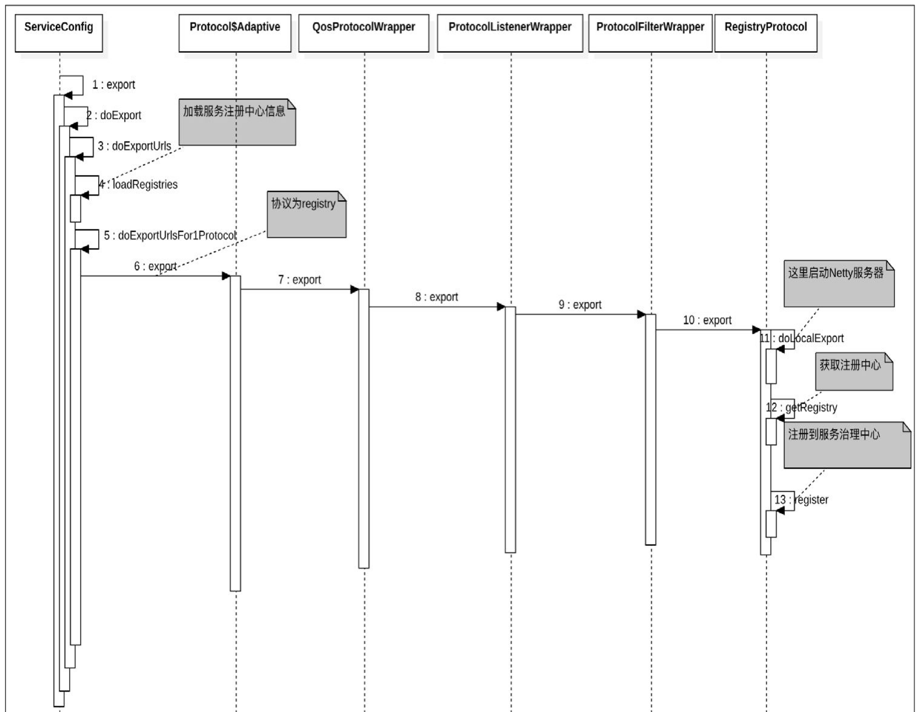 ServiceConfig
Protocol$Adaptive
QosProtocolWrapper
ProtocolListenerWrapper
ProtocolFilterWrapper
RegistryProtocol
1 : export
2 : doExport
加载服务注册中心信息
3 : doExportUrls
4 : loadRegistries
协议为registry
5 : doExportUrlsFor1Protocol
6 : export
7 : export
8 : export
9 : export
10 : export
这里启动Netty服务器
11 : doLocalExport
获取注册中心
12 : getRegistry
注册到服务治理中心
13 : register